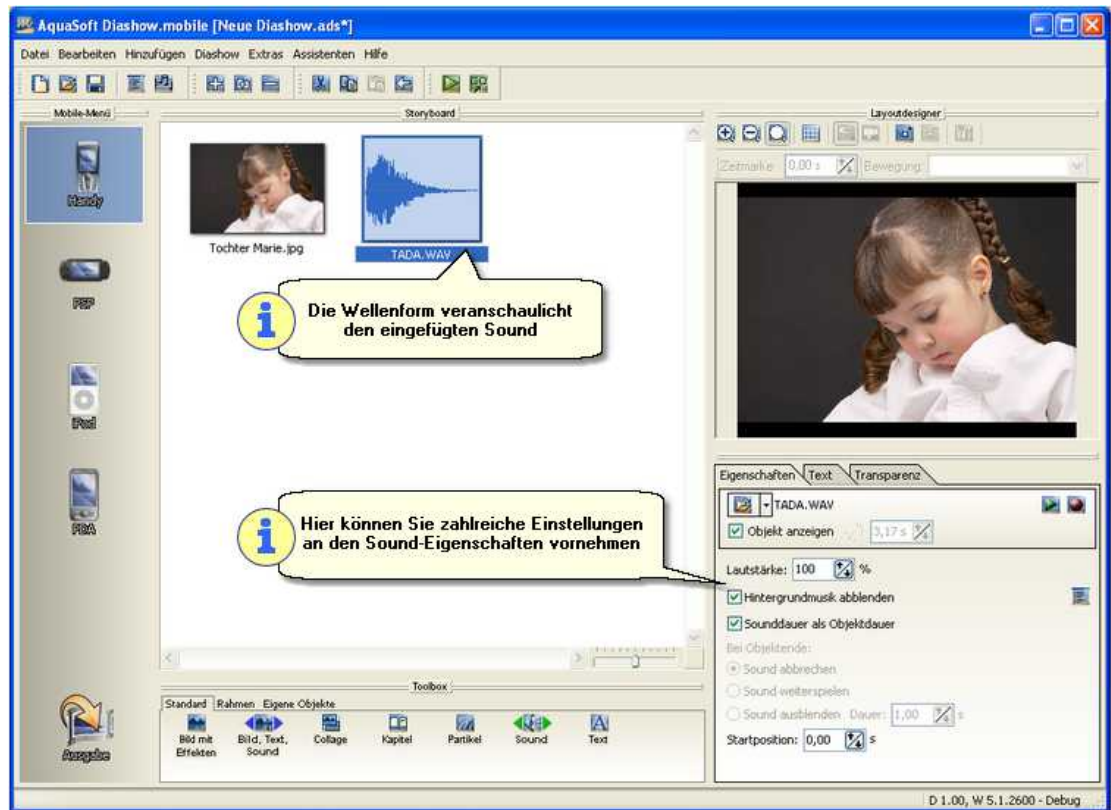 AquaSoft Diashow.mobile [Neue Diashow.ads*]
Datei Bearbeiten Hinzufügen Diashow Extras Assistenten Hilfe
Mobile-Menü
Storyboard
Layoutdesigner
Zeitmarke: 0,00 s Bewegung:
Handy
PSP
iPod
PDA
Ausgabe
Tochter Marie.jpg
TADA.WAV
Die Wellenform veranschaulicht
den eingefügten Sound
Hier können Sie zahlreiche Einstellungen
an den Sound-Eigenschaften vornehmen
Eigenschaften Text Transparenz
TADA.WAV
Objekt anzeigen 3,17 s
Lautstärke: 100 %
Hintergrundmusik abblenden
Sounddauer als Objektdauer
Bei Objektende:
Sound abbrechen
Sound weiterspielen
Sound ausblenden Dauer: 1,00 s
Startposition: 0,00 s
Toolbox
Standard Rahmen Eigene Objekte
Bild mit
Effekten
Bild, Text,
Sound
Collage
Kapitel
Partikel
Sound
Text
D 1.00, W 5.1.2600 - Debug